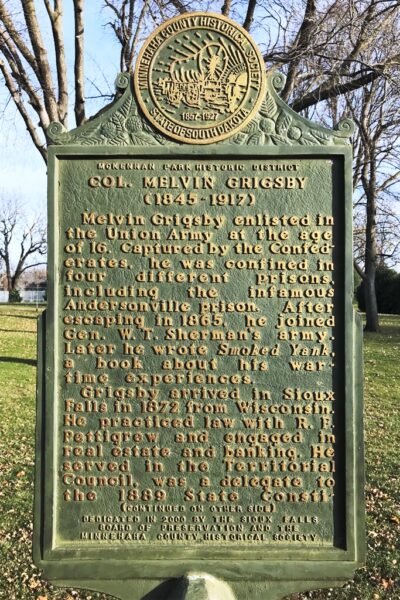 MINNEHAHA COUNTY HISTORICAL SOCIETY
1857-1927
STATE OF SOUTH DAKOTA
MCKENNAN PARK HISTORIC DISTRICT
COL. MELVIN GRIGSBY
(1845-1917)
Melvin Grigsby enlisted in
the Union Army at the age
of 16. Captured by the Confed-
erates, he was confined in
four different prisons,
including the infamous
Andersonville prison. After
escaping in 1865, he joined
Gen. W. T. Sherman's army.
Later he wrote Smoked Yank,
a book about his war-
time experiences.
Grigsby arrived in Sioux
Falls in 1872 from Wisconsin.
He practiced law with R. F.
Pettigrew and engaged in
real estate and banking. He
served in the Territorial
Council, was a delegate to
the 1889 State Consti-
(CONTINUED ON OTHER SIDE)
DEDICATED IN 2000 BY THE SIOUX FALLS
BOARD OF PRESERVATION AND THE
MINNEHAHA COUNTY HISTORICAL SOCIETY